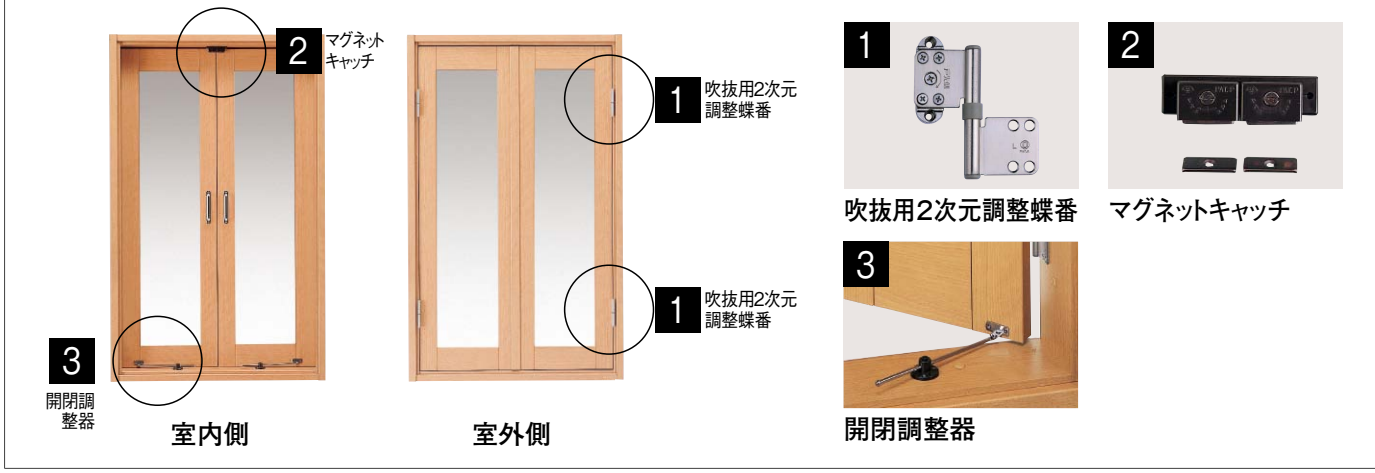 2
マグネット
キャッチ
1
吹抜用2次元
調整蝶番
1
吹抜用2次元
調整蝶番
3
開閉調
整器
室内側
室外側
1
吹抜用2次元調整蝶番
2
マグネットキャッチ
3
開閉調整器
L